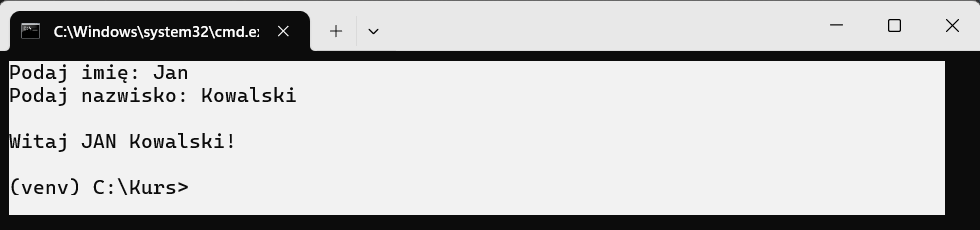 C:\Windows\system32\cmd.e
Podaj imię: Jan
Podaj nazwisko: Kowalski
Witaj JAN Kowalski!
(venv) C:\Kurs>